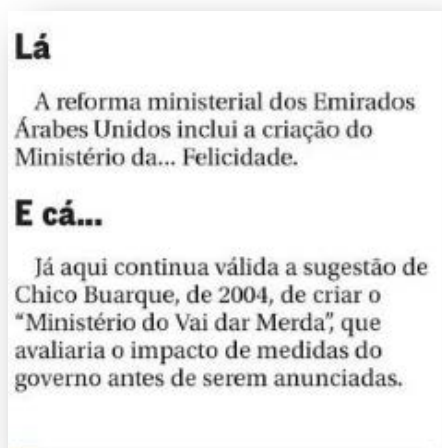 Lá
A reforma ministerial dos Emirados
Árabes Unidos inclui a criação do
Ministério da... Felicidade.
E cá...
Já aqui continua válida a sugestão de
Chico Buarque, de 2004, de criar o
“Ministério do Vai dar Merda”, que
avaliaria o impacto de medidas do
governo antes de serem anunciadas.